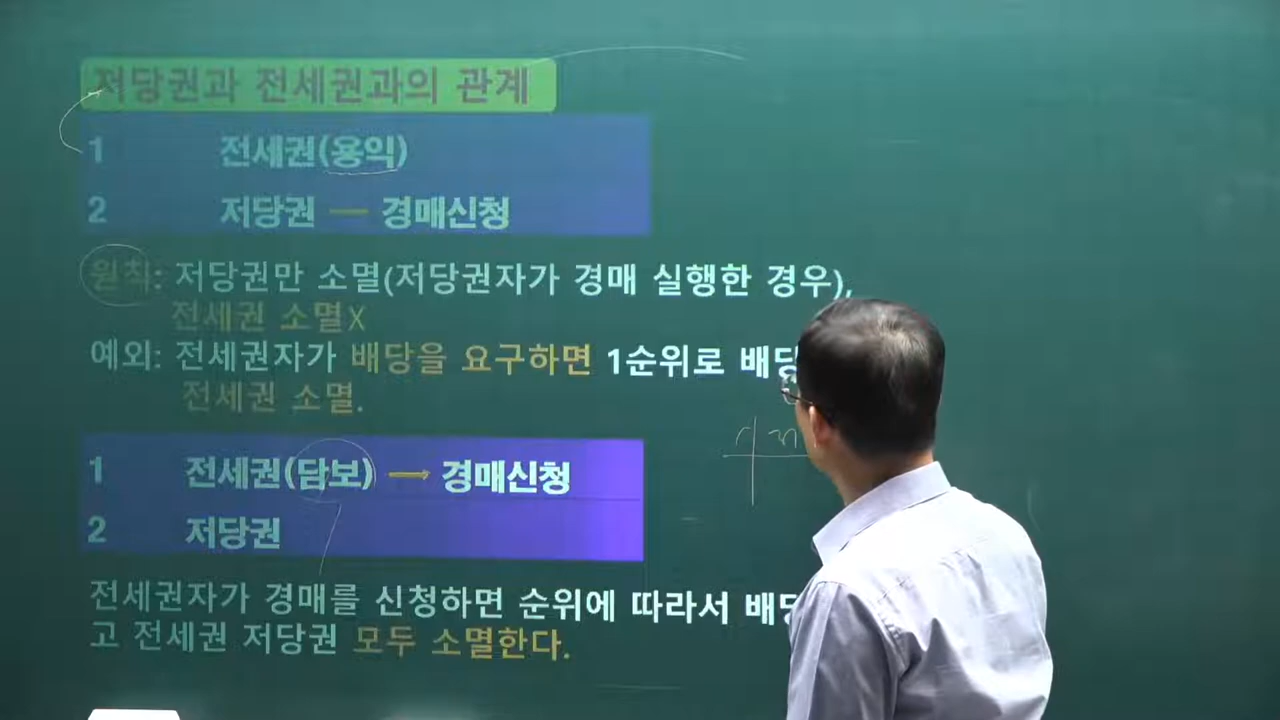 저당권과 전세권과의 관계
1 전세권(용익)
2 저당권 — 경매신청
원칙: 저당권만 소멸(저당권자가 경매 실행한 경우),
전세권 소멸X
예외: 전세권자가 배당을 요구하면 1순위로 배당
전세권 소멸.
1 전세권(담보) → 경매신청
2 저당권
전세권자가 경매를 신청하면 순위에 따라서 배당
고 전세권 저당권 모두 소멸한다.